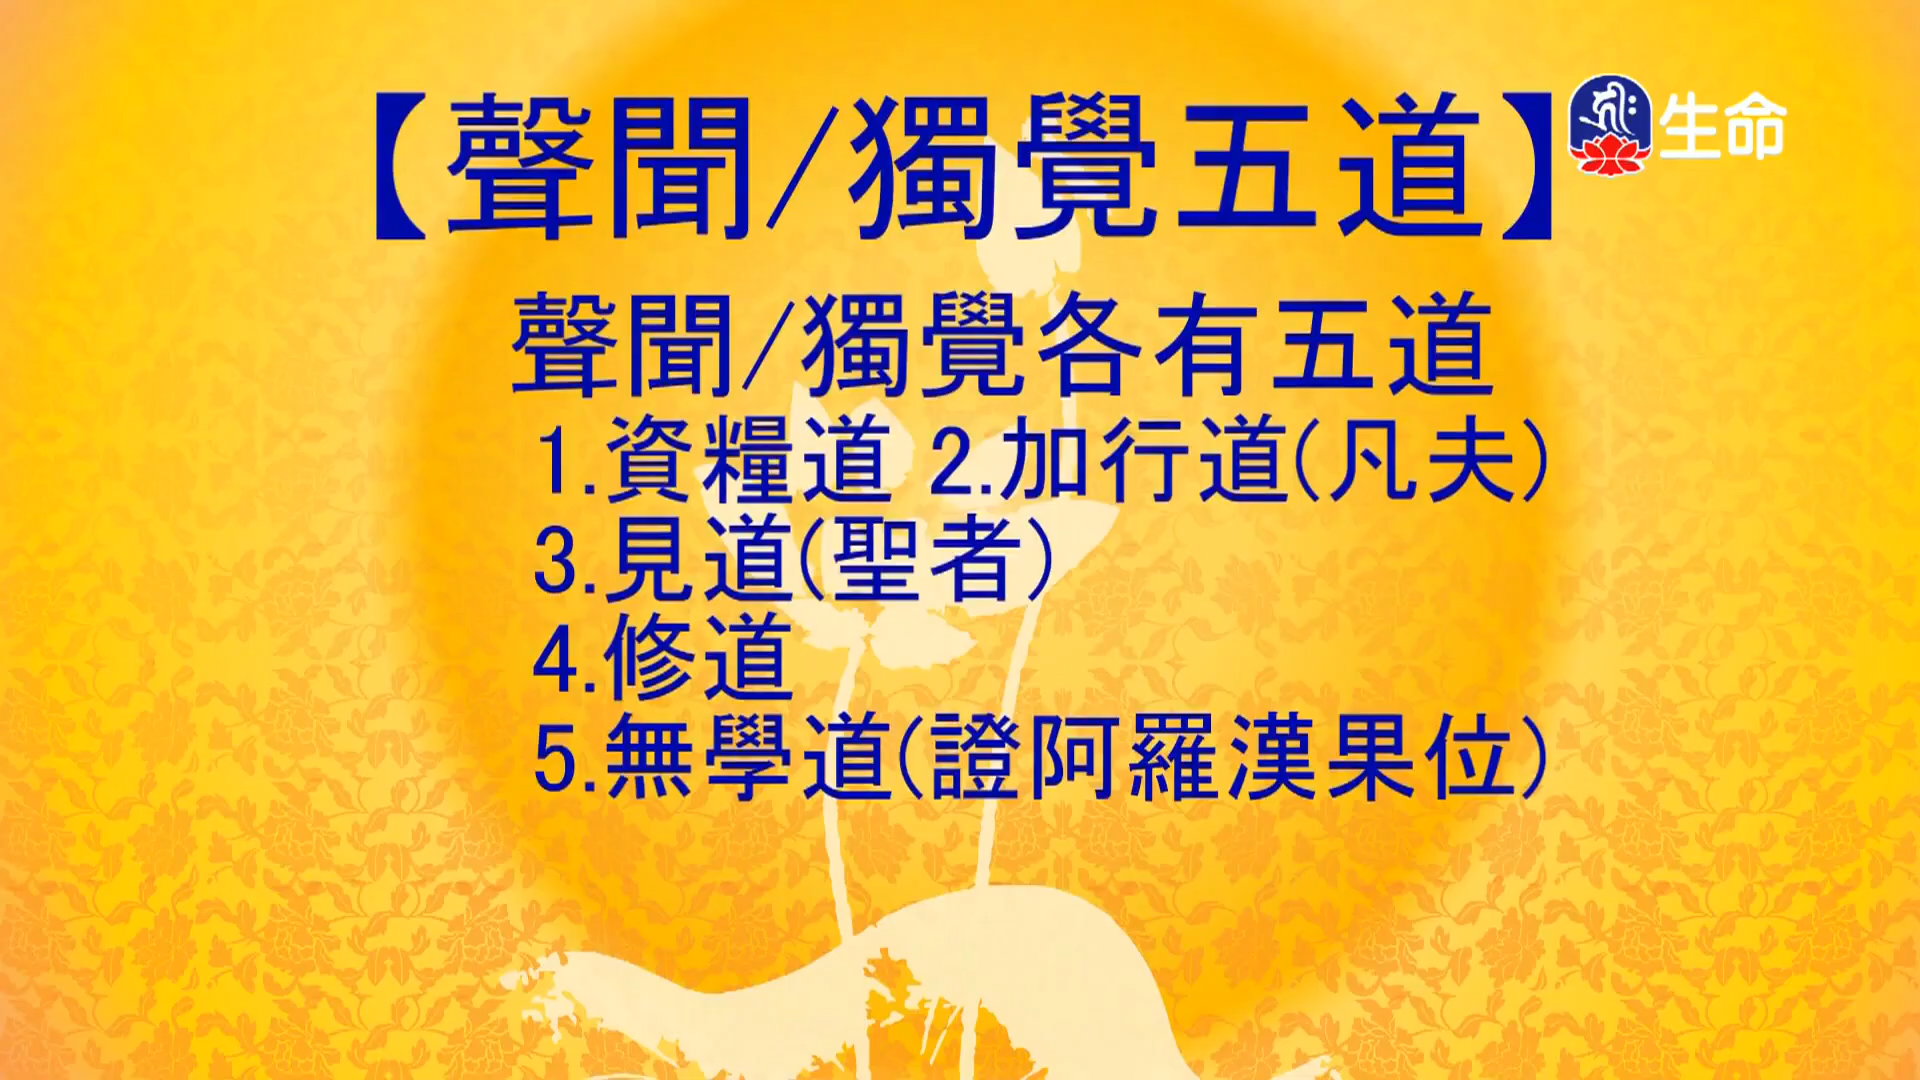 【聲聞/獨覺五道】
生命
聲聞/獨覺各有五道
1.資糧道 2.加行道(凡夫)
3.見道(聖者)
4.修道
5.無學道(證阿羅漢果位)